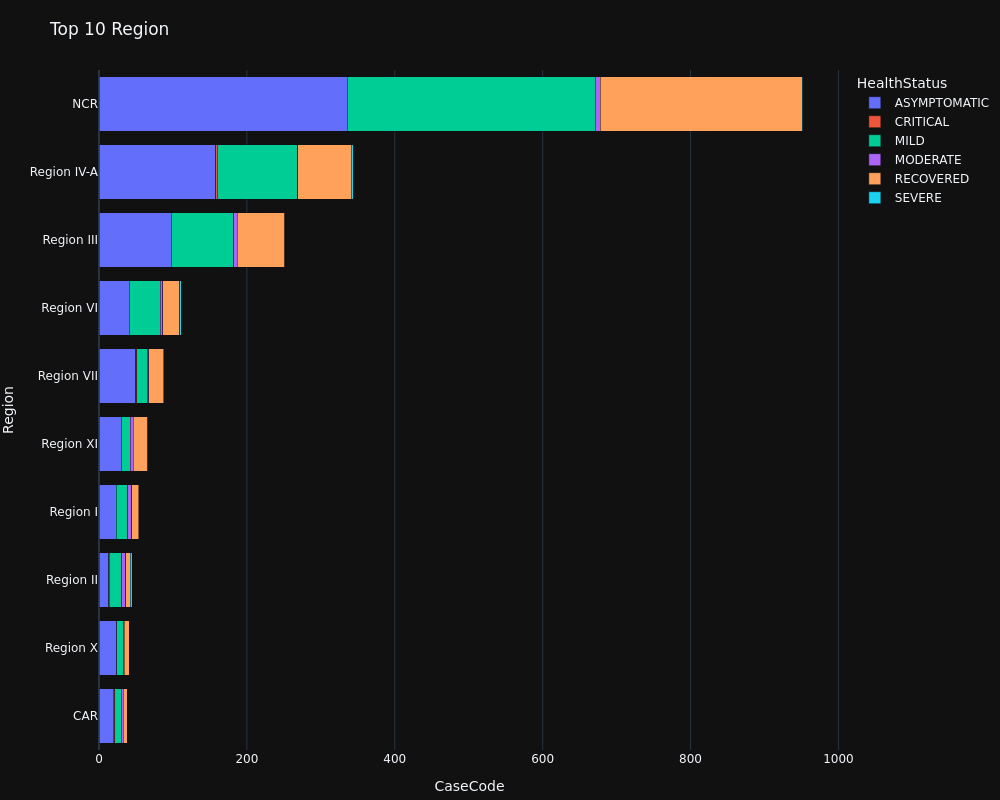 Top 10 Region
HealthStatus
ASYMPTOMATIC
CRITICAL
MILD
MODERATE
RECOVERED
SEVERE
Region
NCR
Region IV-A
Region III
Region VI
Region VII
Region XI
Region I
Region II
Region X
CAR
0 200 400 600 800 1000
CaseCode